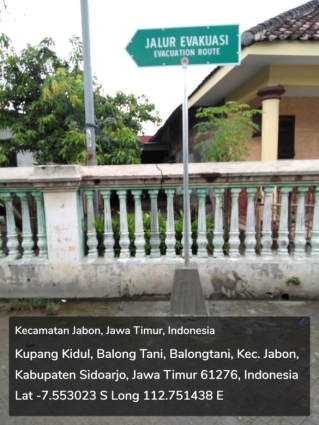 JALUR EVAKUASI
EVACUATION ROUTE
Kecamatan Jabon, Jawa Timur, Indonesia
Kupang Kidul, Balong Tani, Balongtani, Kec. Jabon,
Kabupaten Sidoarjo, Jawa Timur 61276, Indonesia
Lat -7.553023 S Long 112.751438 E